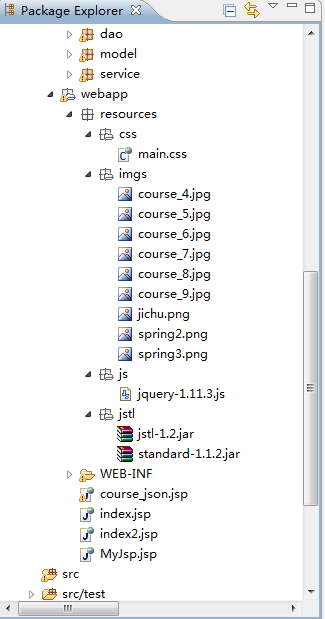 Package Explorer
dao
model
service
webapp
resources
css
main.css
imgs
course_4.jpg
course_5.jpg
course_6.jpg
course_7.jpg
course_8.jpg
course_9.jpg
jichu.png
spring2.png
spring3.png
js
jquery-1.11.3.js
jstl
jstl-1.2.jar
standard-1.1.2.jar
WEB-INF
course_json.jsp
index.jsp
index2.jsp
MyJsp.jsp
src
src/test